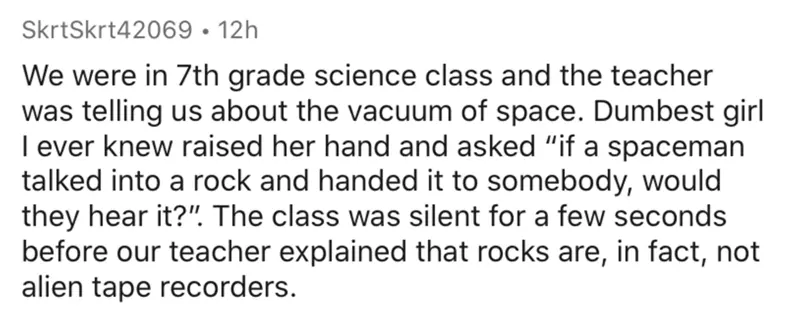 SkrtSkrt42069 • 12h
We were in 7th grade science class and the teacher
was telling us about the vacuum of space. Dumbest girl
I ever knew raised her hand and asked “if a spaceman
talked into a rock and handed it to somebody, would
they hear it?”. The class was silent for a few seconds
before our teacher explained that rocks are, in fact, not
alien tape recorders.